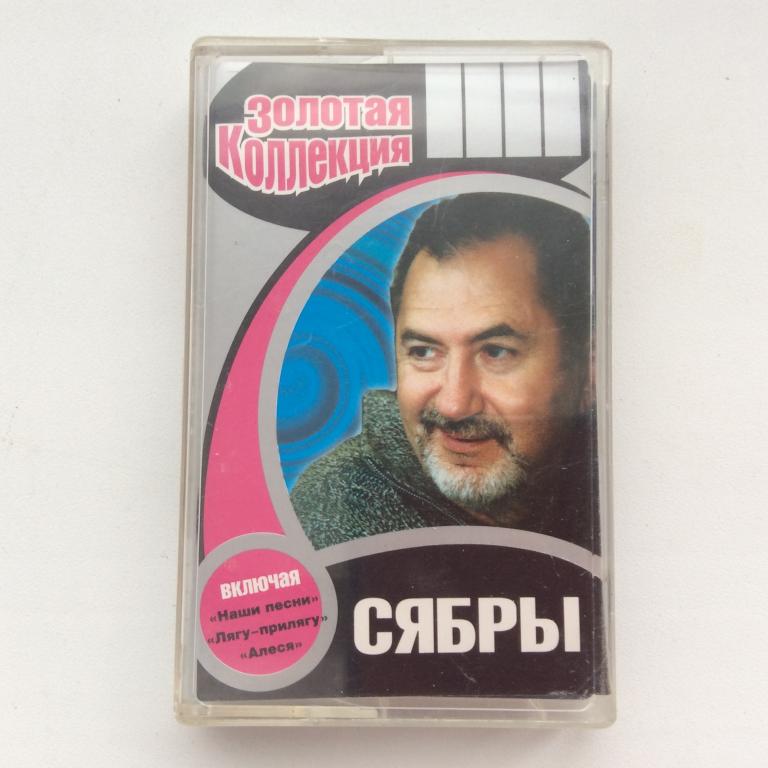 Золотая
Коллекция
включая
«Наши песни»
«Лягу-прилягу»
«Алеся»
СЯБРЫ